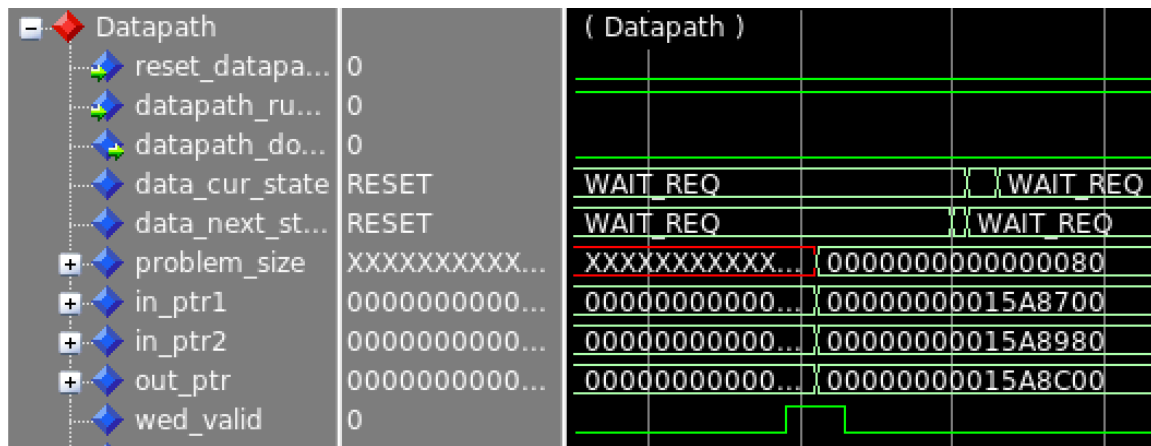 Datapath ( Datapath )
reset_datapa... 0
datapath_ru... 0
datapath_do... 0
data_cur_state RESET WAIT_REQ WAIT_REQ
data_next_st... RESET WAIT_REQ WAIT_REQ
problem_size XXXXXXXXXX... XXXXXXXXXXX... 0000000000000080
in_ptr1 0000000000... 00000000000... 00000000015A8700
in_ptr2 0000000000... 00000000000... 00000000015A8980
out_ptr 0000000000... 00000000000... 00000000015A8C00
wed_valid 0